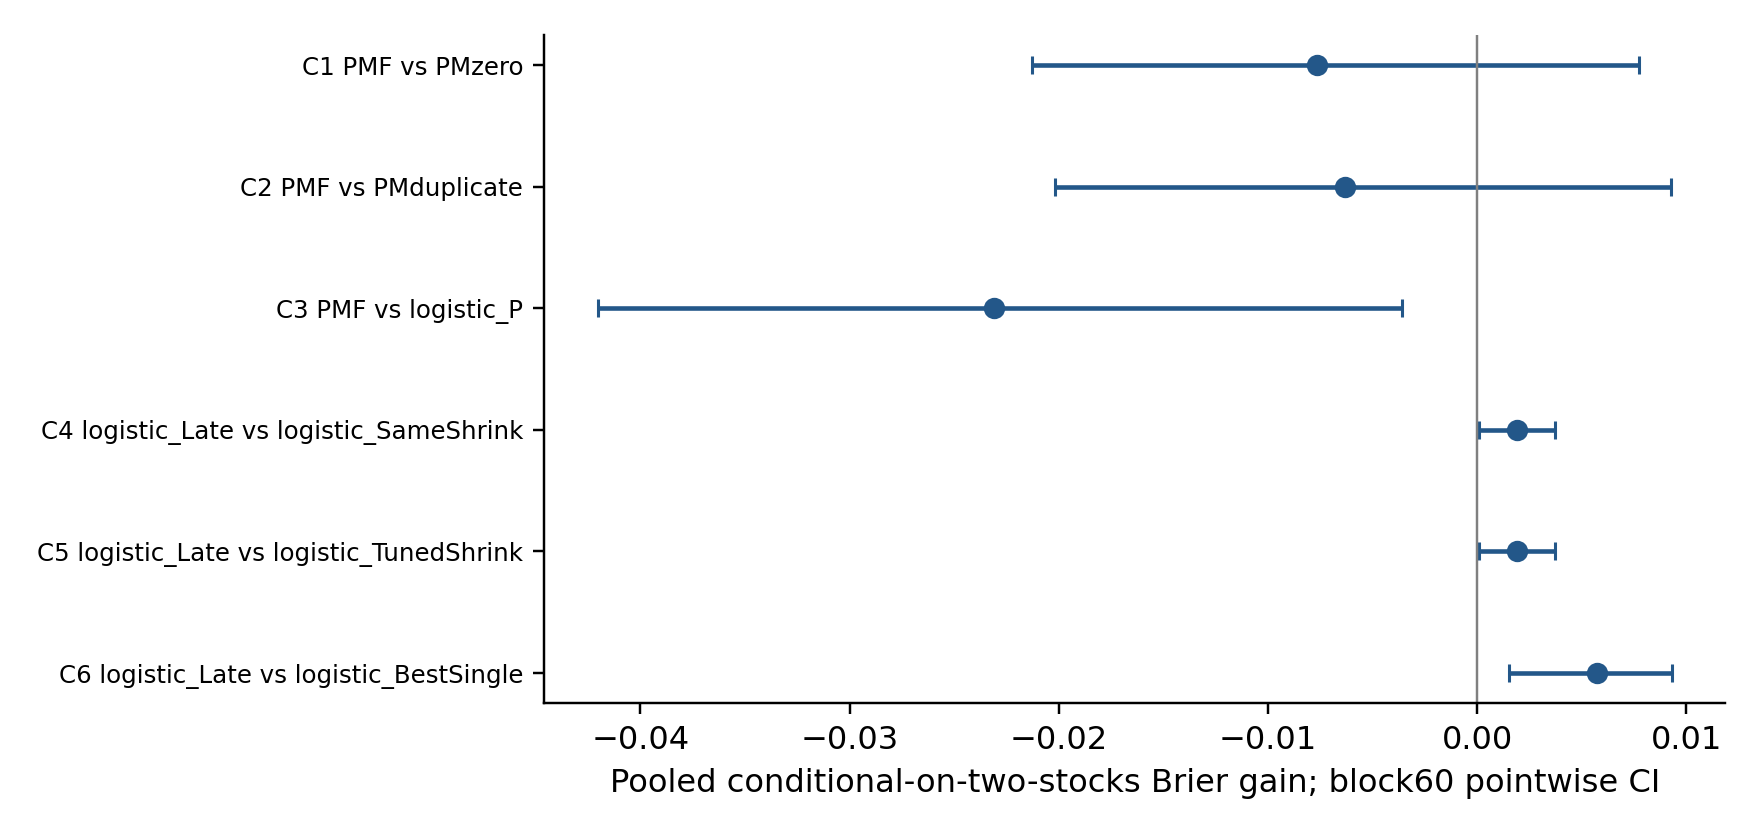 C1 PMF vs PMzero
C2 PMF vs PMduplicate
C3 PMF vs logistic_P
C4 logistic_Late vs logistic_SameShrink
C5 logistic_Late vs logistic_TunedShrink
C6 logistic_Late vs logistic_BestSingle
−0.04 −0.03 −0.02 −0.01 0.00 0.01
Pooled conditional-on-two-stocks Brier gain; block60 pointwise CI